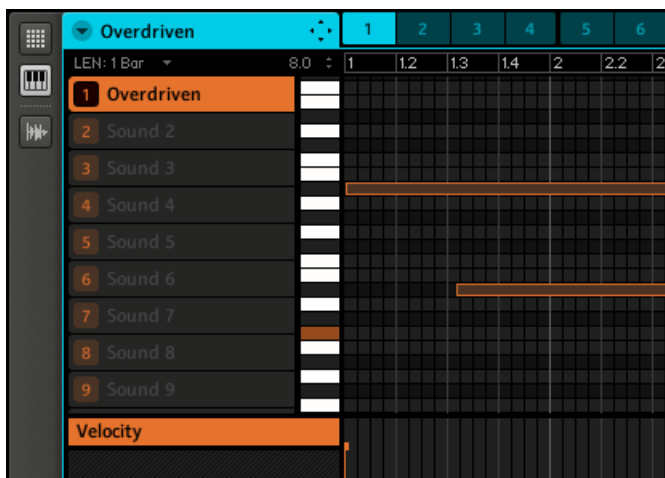 Overdriven
1 2 3 4 5 6
LEN: 1 Bar 8.0 1 1.2 1.3 1.4 2 2.2 2
1 Overdriven
2 Sound 2
3 Sound 3
4 Sound 4
5 Sound 5
6 Sound 6
7 Sound 7
8 Sound 8
9 Sound 9
Velocity